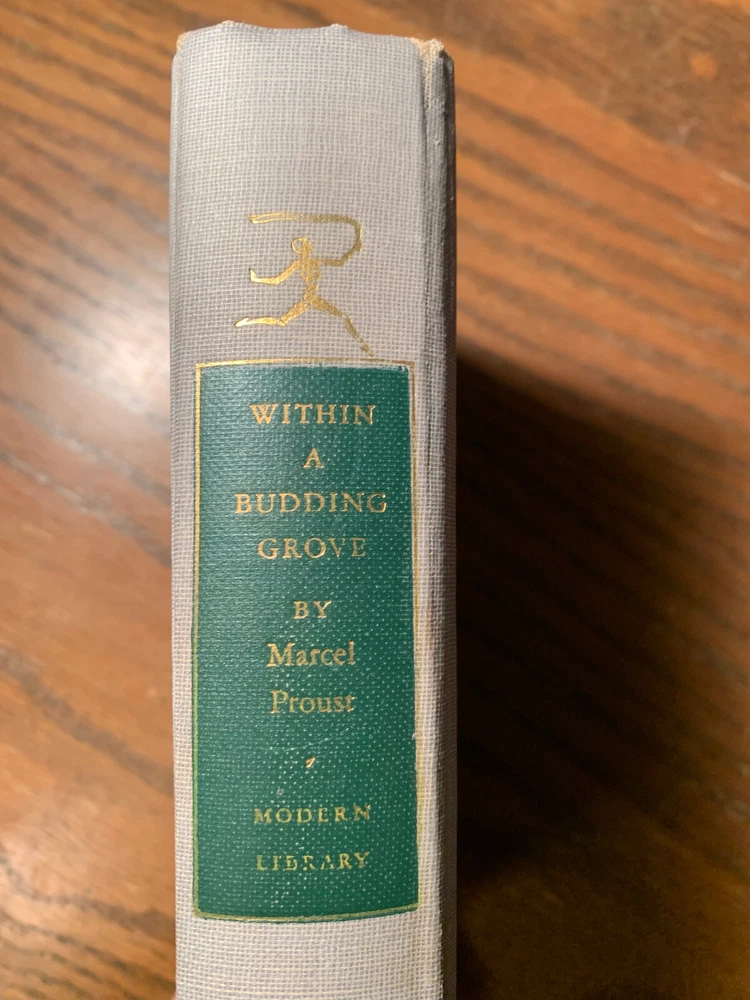 WITHIN
A
BUDDING
GROVE
BY
Marcel
Proust
MODERN
LIBRARY